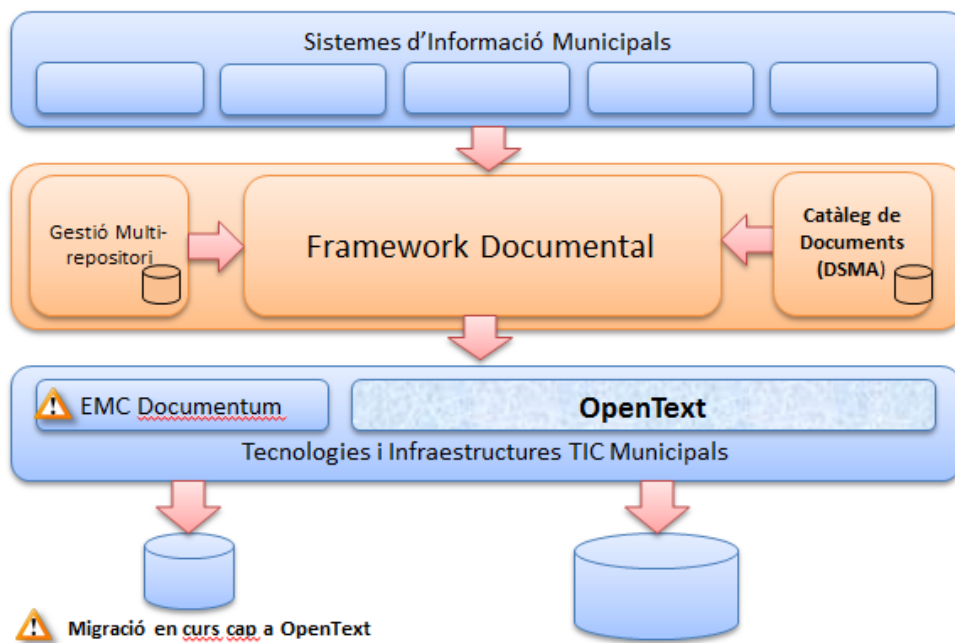 Sistemes d'Informació Municipals
Gestió Multi-
repositori
Framework Documental
Catàleg de
Documents
(DSMA)
EMC Documentum
OpenText
Tecnologies i Infraestructures TIC Municipals
Migració en curs cap a OpenText